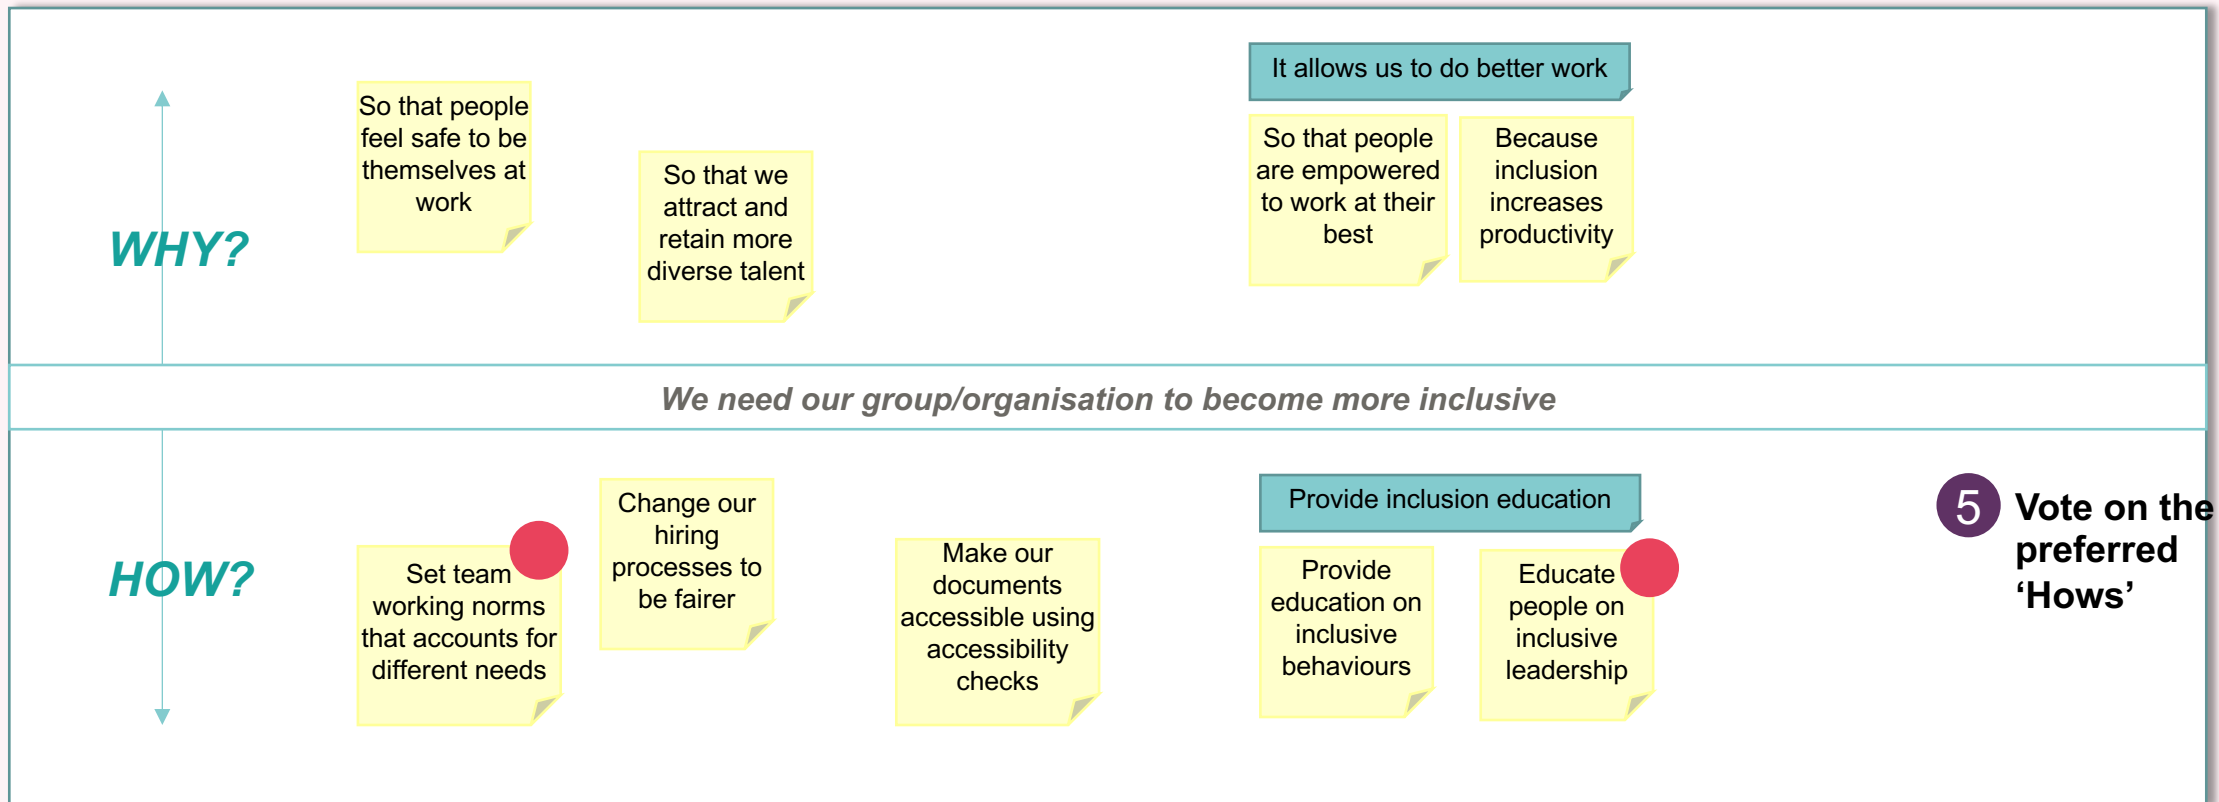 It allows us to do better work
So that people
feel safe to be
themselves at
work
So that we
attract and
retain more
diverse talent
So that people
are empowered
to work at their
best
Because
inclusion
increases
productivity
WHY?
We need our group/organisation to become more inclusive
HOW?
Set team
working norms
that accounts for
different needs
Change our
hiring
processes to
be fairer
Make our
documents
accessible using
accessibility
checks
Provide inclusion education
Provide
education on
inclusive
behaviours
Educate
people on
inclusive
leadership
5 Vote on the
preferred
‘Hows’